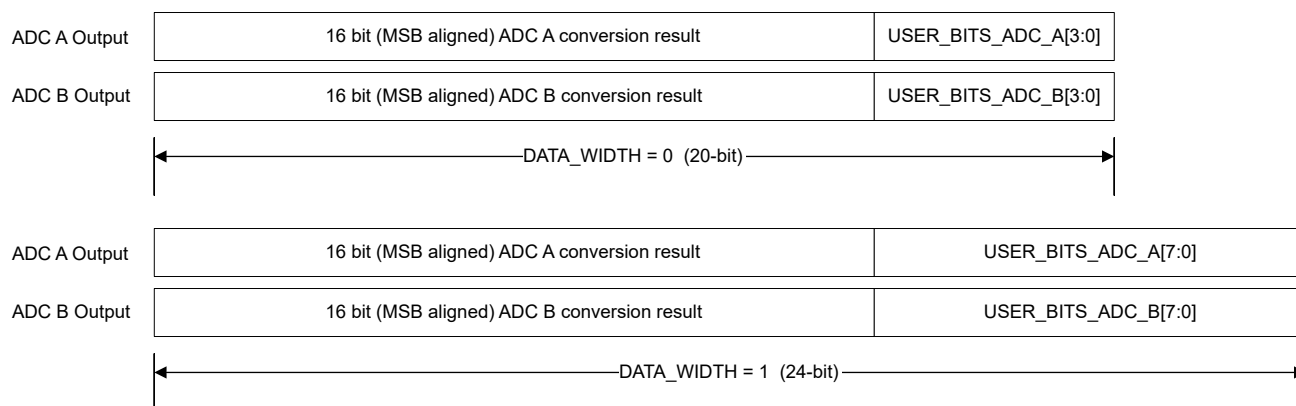 ADC A Output 16 bit (MSB aligned) ADC A conversion result USER_BITS_ADC_A[3:0]
ADC B Output 16 bit (MSB aligned) ADC B conversion result USER_BITS_ADC_B[3:0]
DATA_WIDTH = 0 (20-bit)
ADC A Output 16 bit (MSB aligned) ADC A conversion result USER_BITS_ADC_A[7:0]
ADC B Output 16 bit (MSB aligned) ADC B conversion result USER_BITS_ADC_B[7:0]
DATA_WIDTH = 1 (24-bit)